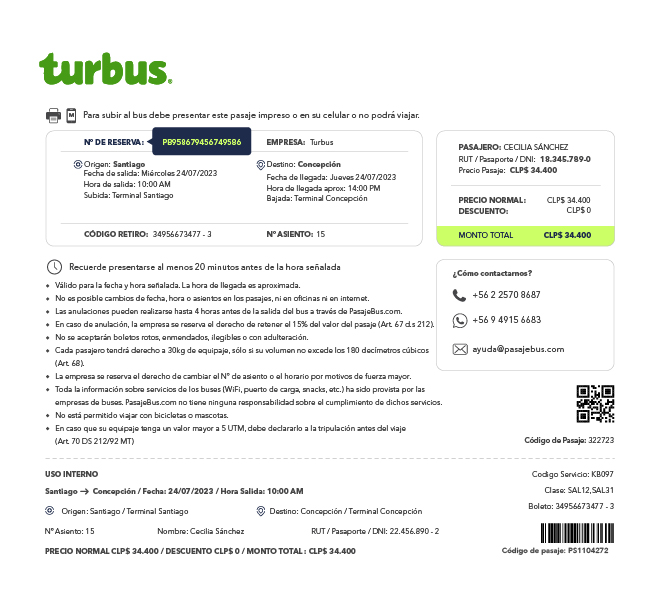 turbus®
Para subir al bus debe presentar este pasaje impreso o en su celular o no podrá viajar.
Nº DE RESERVA: PB958679456749586 EMPRESA: Turbus
Origen: Santiago
Fecha de salida: Miércoles 24/07/2023
Hora de salida: 10:00 AM
Subida: Terminal Santiago
Destino: Concepción
Fecha de llegada: Jueves 24/07/2023
Hora de llegada aprox: 14:00 PM
Bajada: Terminal Concepción
CÓDIGO RETIRO: 34956673477 - 3 Nº ASIENTO: 15
PASAJERO: CECILIA SÁNCHEZ
RUT / Pasaporte / DNI: 18.345.789-0
Precio Pasaje: CLP$ 34.400
PRECIO NORMAL: CLP$ 34.400
DESCUENTO: CLP$ 0
MONTO TOTAL CLP$ 34.400
Recuerde presentarse al menos 20 minutos antes de la hora señalada
• Válido para la fecha y hora señalada. La hora de llegada es aproximada.
• No es posible cambios de fecha, hora o asientos en los pasajes, ni en oficinas ni en internet.
• Las anulaciones pueden realizarse hasta 4 horas antes de la salida del bus a través de PasajeBus.com.
• En caso de anulación, la empresa se reserva el derecho de retener el 15% del valor del pasaje (Art. 67 d.s 212).
• No se aceptarán boletos rotos, enmendados, ilegibles o con adulteración.
• Cada pasajero tendrá derecho a 30kg de equipaje, sólo si su volumen no excede los 180 decímetros cúbicos
(Art. 68).
• La empresa se reserva el derecho de cambiar el Nº de asiento o el horario por motivos de fuerza mayor.
• Toda la información sobre servicios de los buses (WiFi, puerto de carga, snacks, etc.) ha sido provista por las
empresas de buses. PasajeBus.com no tiene ninguna responsabilidad sobre el cumplimiento de dichos servicios.
• No está permitido viajar con bicicletas o mascotas.
• En caso que su equipaje tenga un valor mayor a 5 UTM, debe declararlo a la tripulación antes del viaje
(Art. 70 DS 212/92 MT)
¿Cómo contactarnos?
+56 2 2570 8687
+56 9 4915 6683
ayuda@pasajebus.com
Código de Pasaje: 322723
USO INTERNO
Santiago → Concepción / Fecha: 24/07/2023 / Hora Salida: 10:00 AM
Origen: Santiago / Terminal Santiago Destino: Concepción / Terminal Concepción
Nº Asiento: 15 Nombre: Cecilia Sánchez RUT / Pasaporte / DNI: 22.456.890 - 2
PRECIO NORMAL CLP$ 34.400 / DESCUENTO CLP$ 0 / MONTO TOTAL: CLP$ 34.400
Codigo Servicio: KB097
Clase: SAL12,SAL31
Boleto: 34956673477 - 3
Código de pasaje: PS1104272